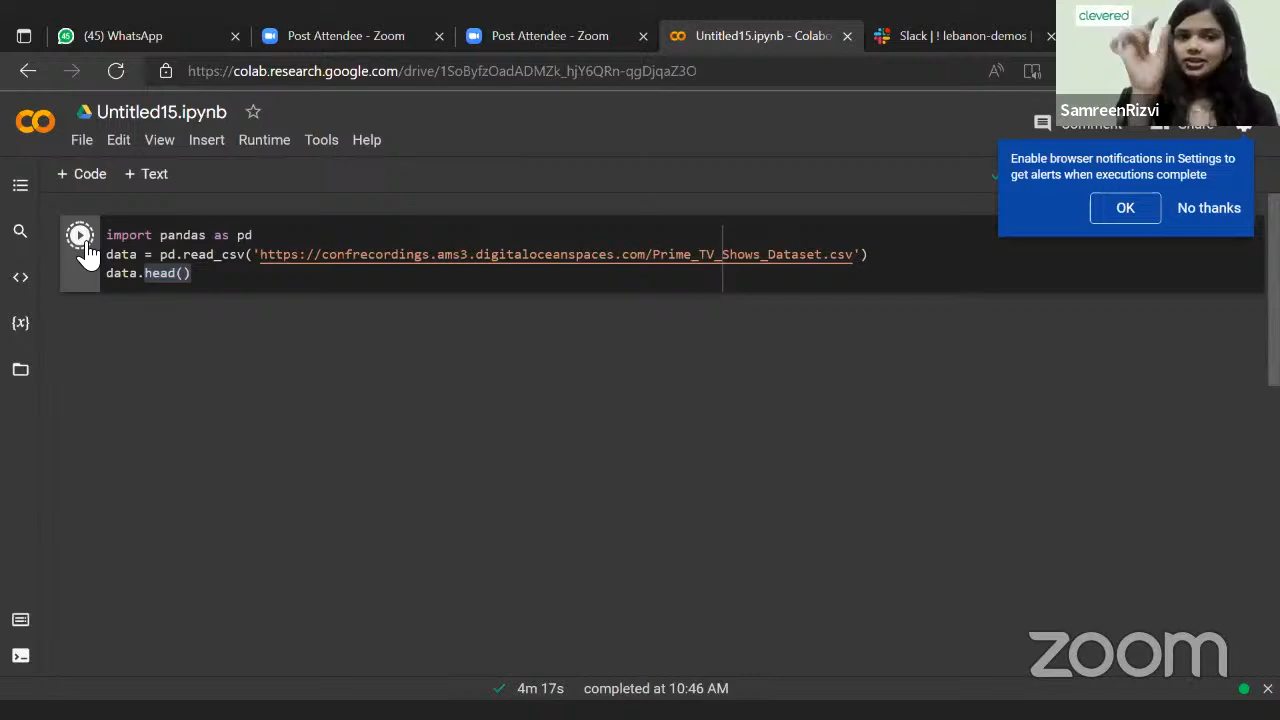 (45) WhatsApp
Post Attendee - Zoom
Post Attendee - Zoom
Untitled15.ipynb - Colabo
Slack | ! lebanon-demos |
clevered
https://colab.research.google.com/drive/1SoByfzOadADMZk_hjY6QRn-qgDjqaZ3O
SamreenRizvi
Untitled15.ipynb
Comment
Share
File Edit View Insert Runtime Tools Help
Enable browser notifications in Settings to
get alerts when executions complete
OK No thanks
+ Code + Text
import pandas as pd
data = pd.read_csv('https://confrecordings.ams3.digitaloceanspaces.com/Prime_TV_Shows_Dataset.csv')
data.head()
zoom
4m 17s completed at 10:46 AM